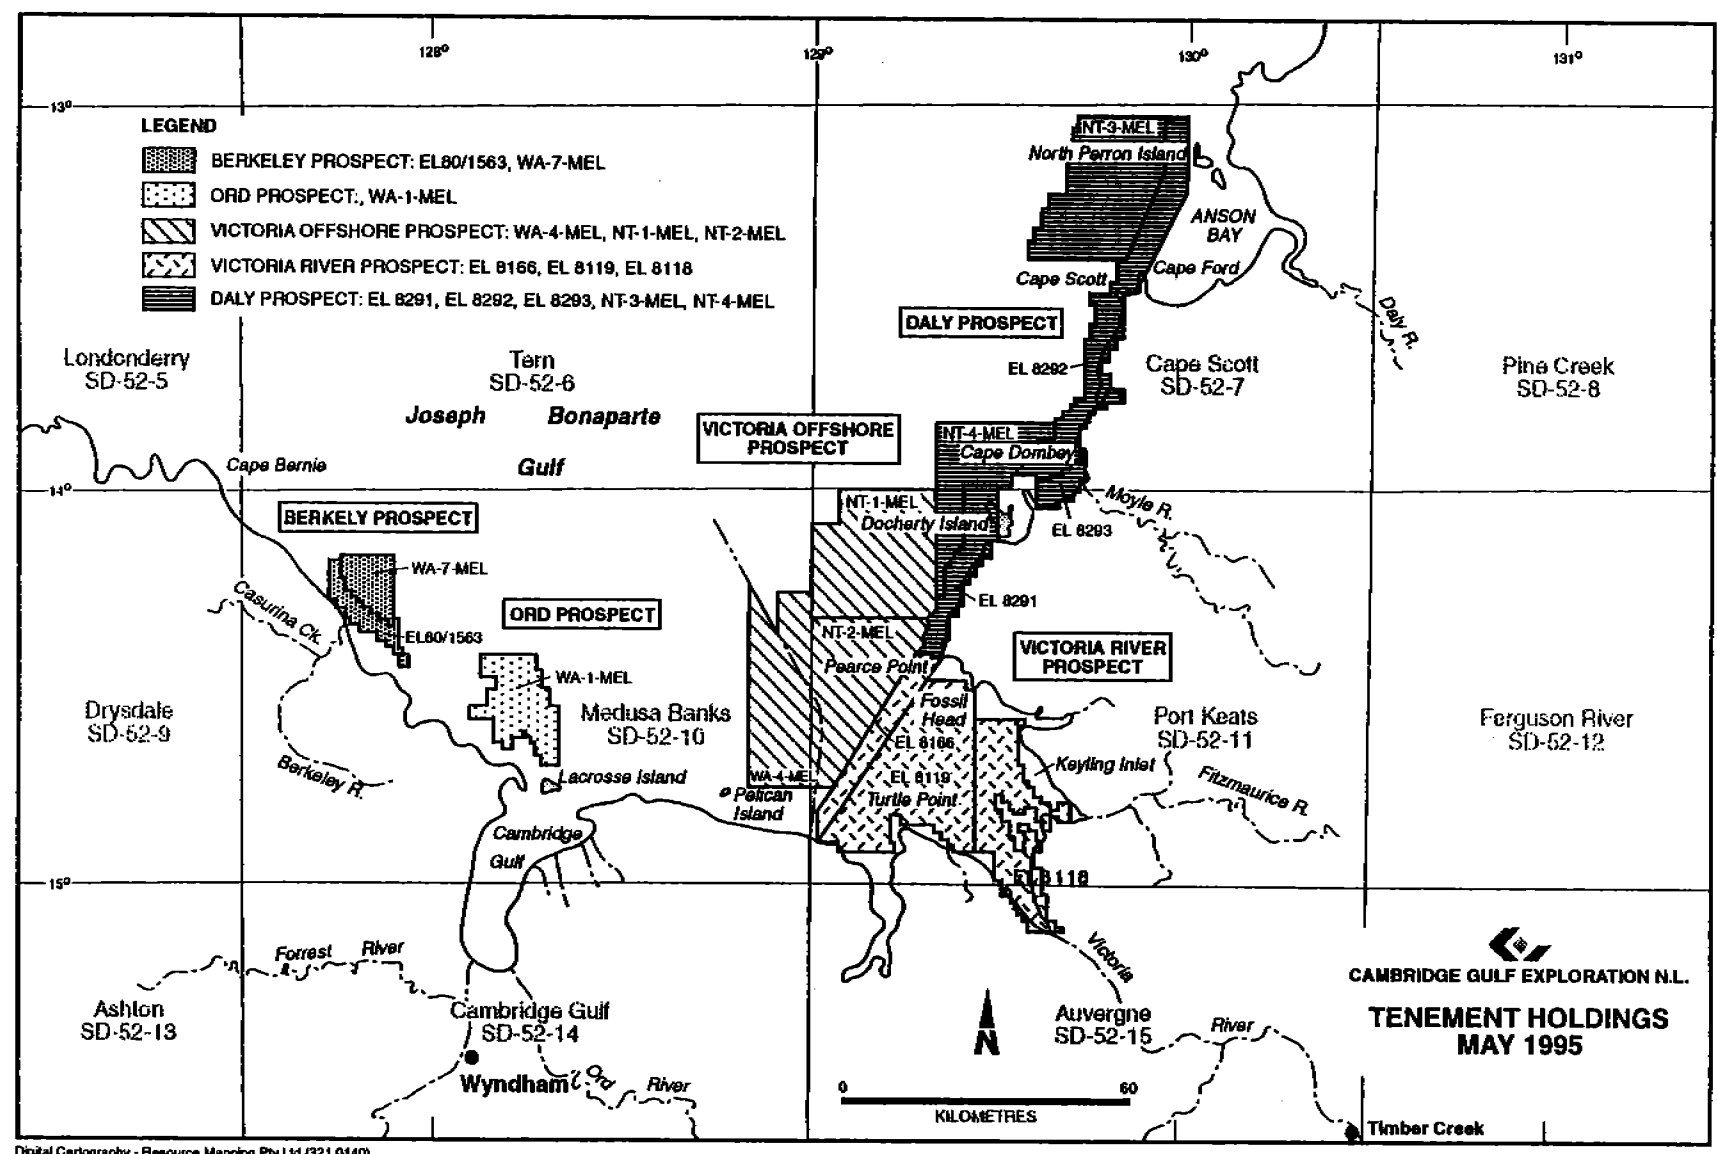 128°
129°
130°
131°
13°
LEGEND
BERKELEY PROSPECT: EL80/1563, WA-7-MEL
ORD PROSPECT:, WA-1-MEL
VICTORIA OFFSHORE PROSPECT: WA-4-MEL, NT-1-MEL, NT-2-MEL
VICTORIA RIVER PROSPECT: EL 8166, EL 8119, EL 8118
DALY PROSPECT: EL 8291, EL 8292, EL 8293, NT-3-MEL, NT-4-MEL
NT-3-MEL
North Perron Island
ANSON
BAY
Cape Scott
Cape Ford
Daly R.
DALY PROSPECT
EL 8292
Londonderry
SD-52-5
Tern
SD-52-6
Cape Scott
SD-52-7
Pine Creek
SD-52-8
Joseph Bonaparte
Gulf
VICTORIA OFFSHORE
PROSPECT
NT-4-MEL
Cape Dombey
Cape Bernie
14°
BERKELY PROSPECT
NT-1-MEL
Docherty Island
Moyle R.
EL 8293
WA-7-MEL
Casurina Ck.
EL80/1563
ORD PROSPECT
EL 8291
NT-2-MEL
Pearce Point
VICTORIA RIVER
PROSPECT
WA-1-MEL
Fossil
Head
Drysdale
SD-52-9
Medusa Banks
SD-52-10
Port Keats
SD-52-11
Ferguson River
SD-52-12
EL 8166
Berkeley R.
Lacrosse Island
WA-4-MEL
EL 8119
Keyling Inlet
Fitzmaurice R.
Pelican
Island
Turtle Point
Cambridge
Gulf
15°
EL 8118
Forrest River
Victoria
CAMBRIDGE GULF EXPLORATION N.L.
Ashton
SD-52-13
Cambridge Gulf
SD-52-14
Auvergne
SD-52-15
River
TENEMENT HOLDINGS
MAY 1995
N
Wyndham
Ord River
0 60
KILOMETRES
Timber Creek
Digital Cartography - Resource Mapping Pty Ltd (321 0140)